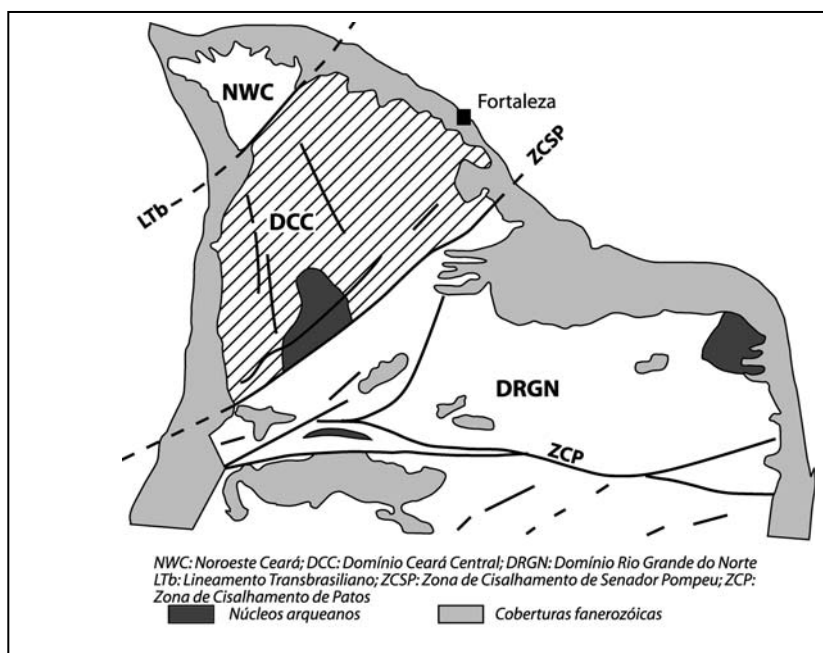 NWC
Fortaleza
ZCSP
LTb
DCC
DRGN
ZCP
NWC: Noroeste Ceará; DCC: Domínio Ceará Central; DRGN: Domínio Rio Grande do Norte
LTb: Lineamento Transbrasiliano; ZCSP: Zona de Cisalhamento de Senador Pompeu; ZCP:
Zona de Cisalhamento de Patos
Núcleos arqueanos
Coberturas fanerozóicas